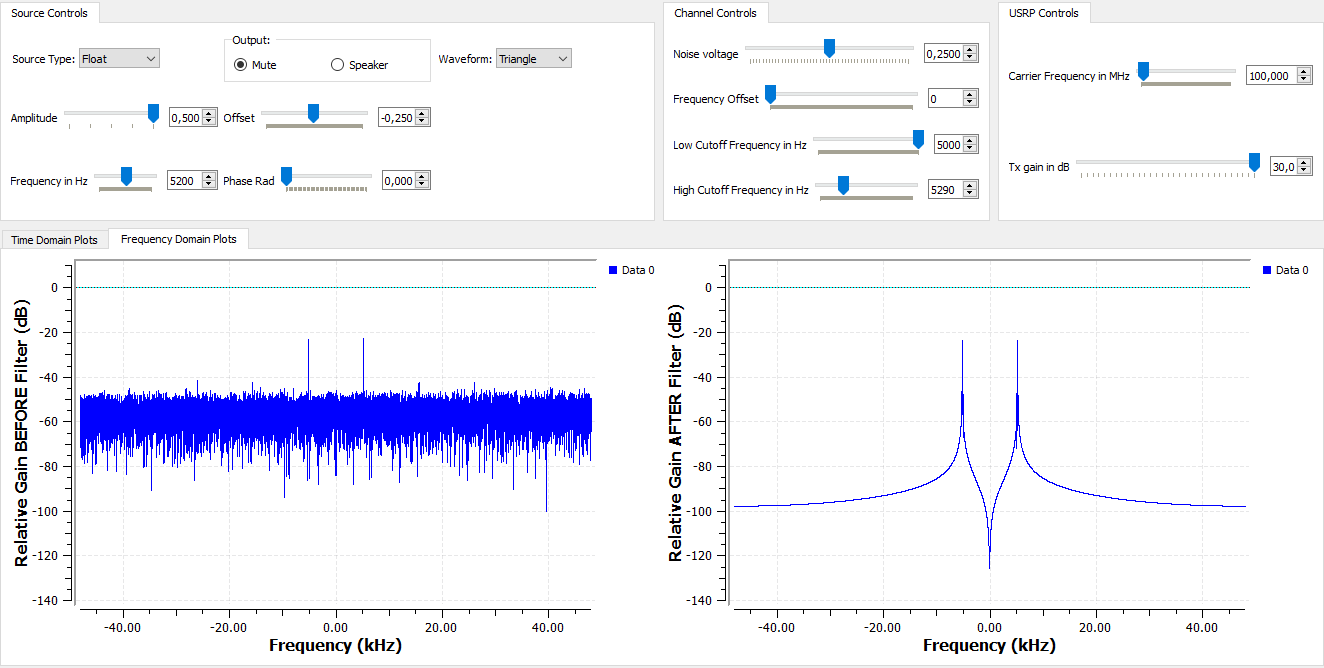 Source Controls
Source Type: Float
Output:
Mute
Speaker
Waveform: Triangle
Amplitude 0,500
Offset -0,250
Frequency in Hz 5200
Phase Rad 0,000
Channel Controls
Noise voltage 0,2500
Frequency Offset 0
Low Cutoff Frequency in Hz 5000
High Cutoff Frequency in Hz 5290
USRP Controls
Carrier Frequency in MHz 100,000
Tx gain in dB 30,0
Time Domain Plots
Frequency Domain Plots
Relative Gain BEFORE Filter (dB)
0
-20
-40
-60
-80
-100
-120
-140
-40.00
-20.00
0.00
20.00
40.00
Frequency (kHz)
Data 0
Relative Gain AFTER Filter (dB)
0
-20
-40
-60
-80
-100
-120
-140
-40.00
-20.00
0.00
20.00
40.00
Frequency (kHz)
Data 0